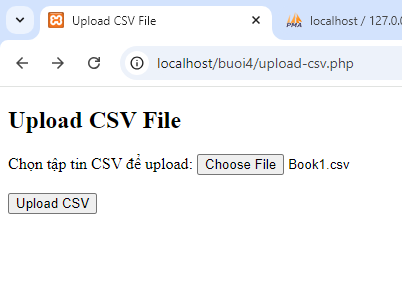 Upload CSV File
localhost / 127.0.0
localhost/buoi4/upload-csv.php
Upload CSV File
Chọn tập tin CSV để upload: Choose File Book1.csv
Upload CSV